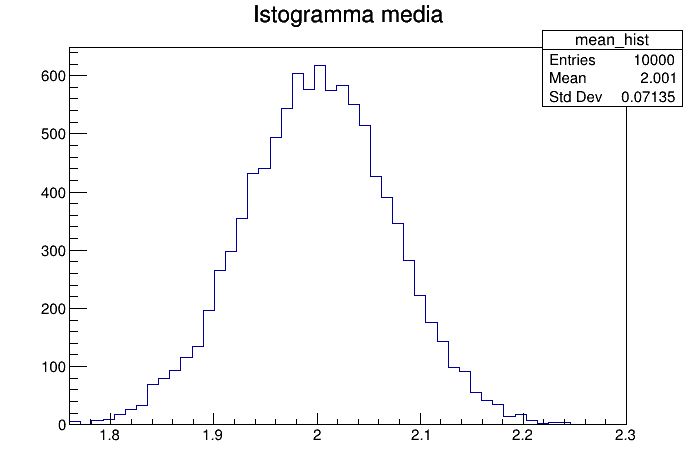 Istogramma media
mean_hist
Entries 10000
Mean 2.001
Std Dev 0.07135
600
500
400
300
200
100
0
1.8 1.9 2 2.1 2.2 2.3